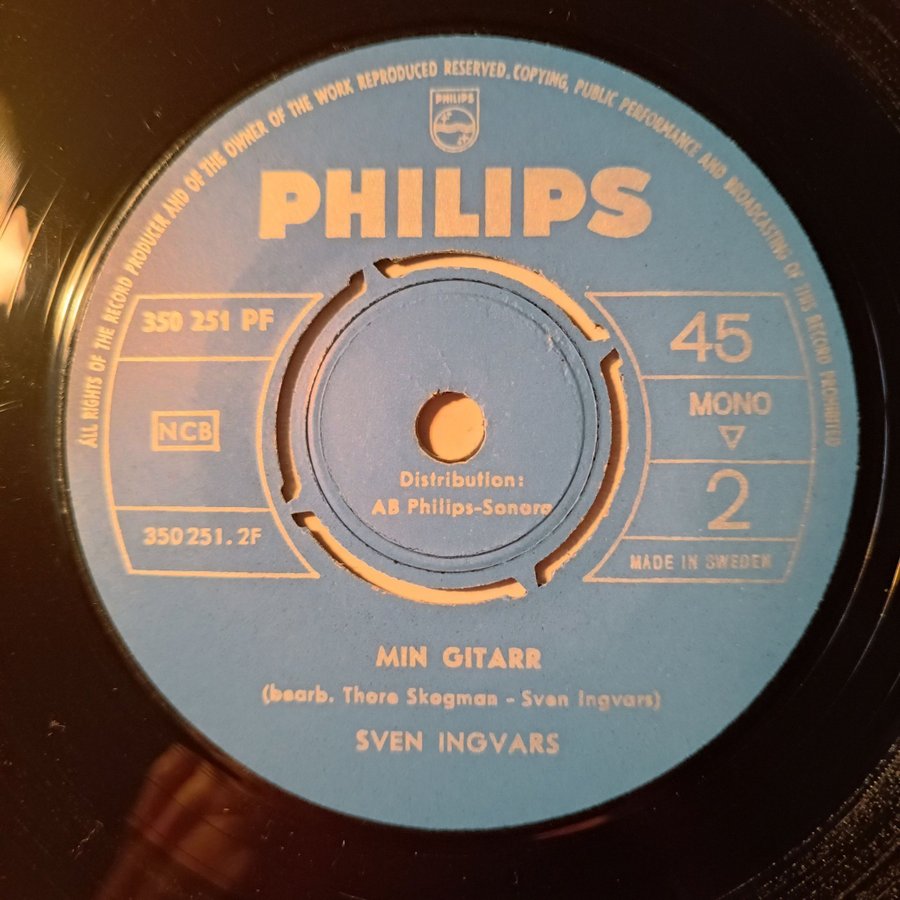 ALL RIGHTS OF THE RECORD PRODUCER AND OF THE OWNER OF THE WORK REPRODUCED RESERVED. COPYING, PUBLIC PERFORMANCE AND BROADCASTING OF THIS RECORD PROHIBITED
PHILIPS
PHILIPS
350 251 PF
45
MONO
NCB
2
Distribution:
AB Philips-Sonora
350 251. 2F
MADE IN SWEDEN
MIN GITARR
(bearb. Thore Skogman - Sven Ingvars)
SVEN INGVARS